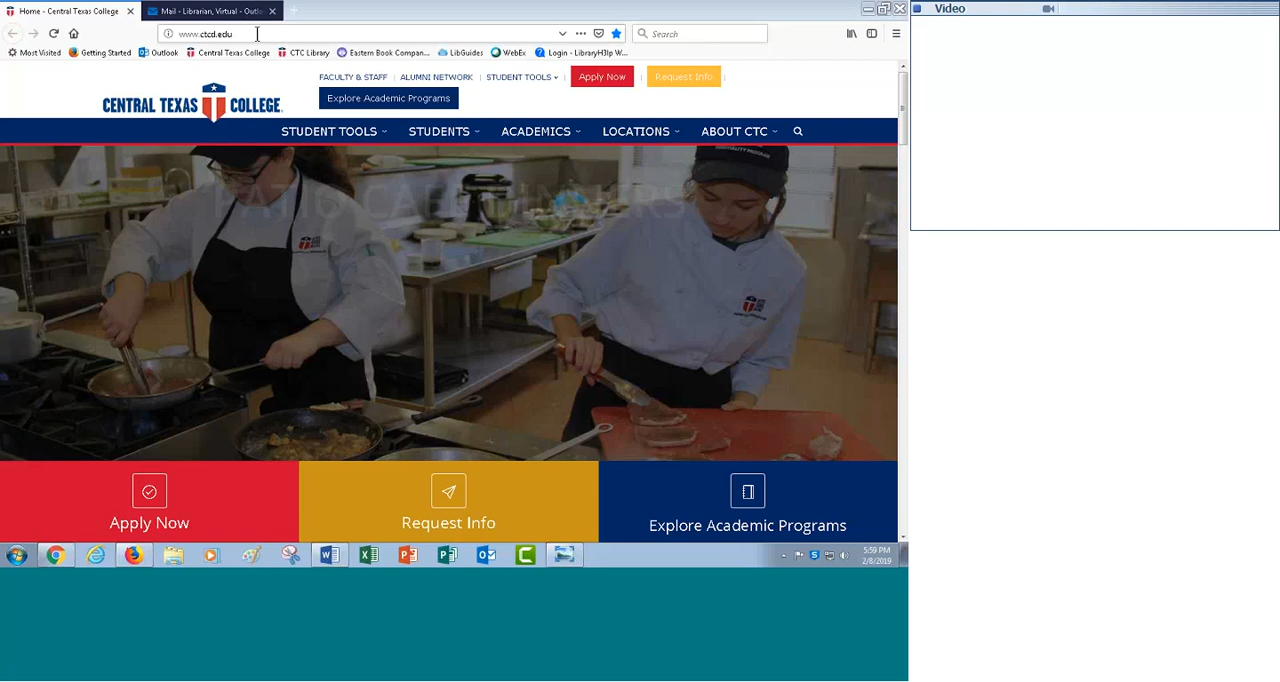 Home - Central Texas College
Mail - Librarian, Virtual - Outlo
Video
www.ctcd.edu
Search
Most Visited Getting Started Outlook Central Texas College CTC Library Eastern Book Compan... LibGuides WebEx Login - LibraryH3lp W...
FACULTY & STAFF ALUMNI NETWORK STUDENT TOOLS Apply Now Request Info
Explore Academic Programs
CENTRAL TEXAS COLLEGE
STUDENT TOOLS STUDENTS ACADEMICS LOCATIONS ABOUT CTC
PATIO CAFE DINNERS
Apply Now
Request Info
Explore Academic Programs
5:59 PM
2/8/2019